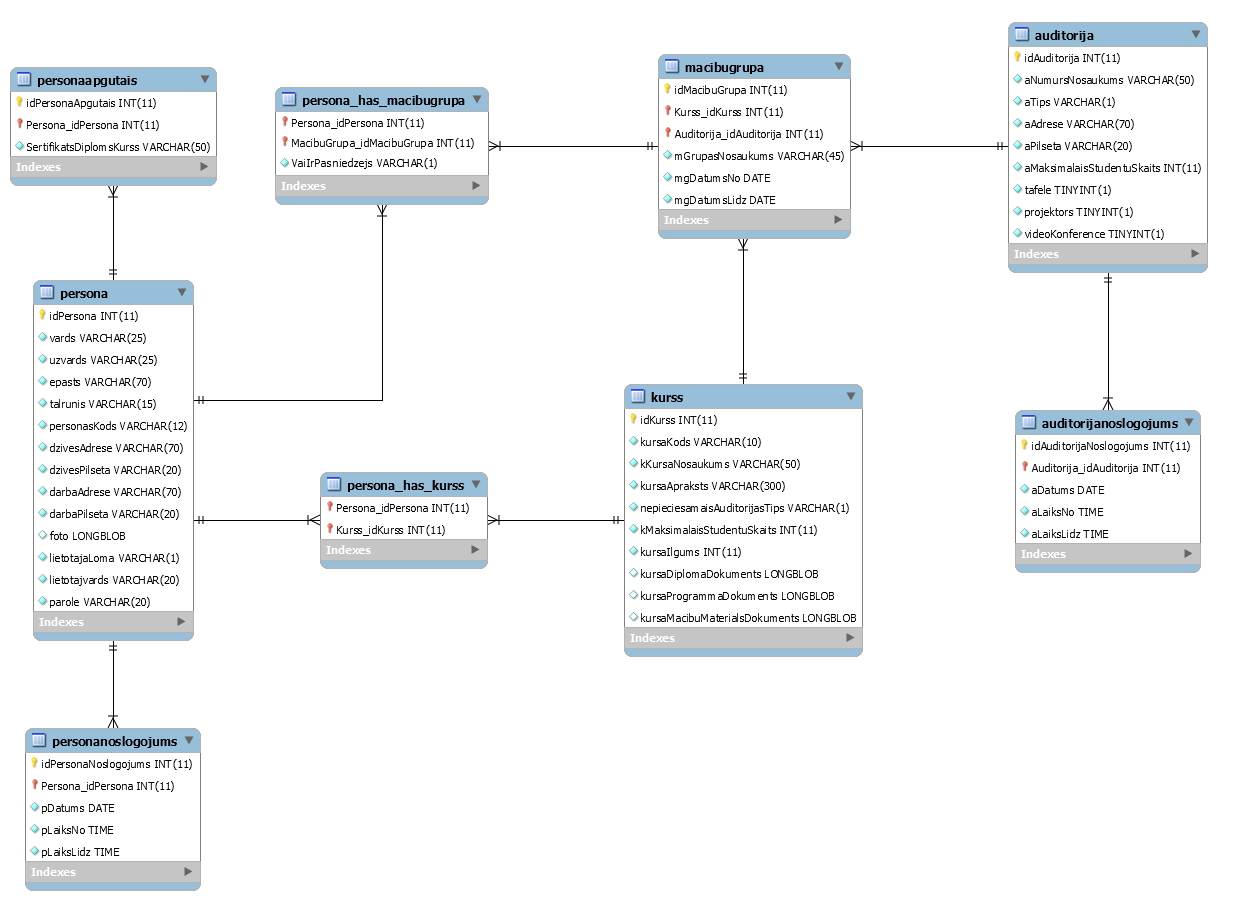 personaapgutais
idPersonaApgutais INT(11)
Persona_idPersona INT(11)
SertifikatsDiplomsKurss VARCHAR(50)
Indexes
persona_has_macibugrupa
Persona_idPersona INT(11)
MacibuGrupa_idMacibuGrupa INT(11)
VaiIrPasniedzejs VARCHAR(1)
Indexes
macibugrupa
idMacibuGrupa INT(11)
Kurss_idKurss INT(11)
Auditorija_idAuditorija INT(11)
mGrupasNosaukums VARCHAR(45)
mgDatumsNo DATE
mgDatumsLidz DATE
Indexes
auditorija
idAuditorija INT(11)
aNumursNosaukums VARCHAR(50)
aTips VARCHAR(1)
aAdrese VARCHAR(70)
aPilseta VARCHAR(20)
aMaksimalaisStudentuSkaits INT(11)
tafele TINYINT(1)
projektors TINYINT(1)
videoKonference TINYINT(1)
Indexes
persona
idPersona INT(11)
vards VARCHAR(25)
uzvards VARCHAR(25)
epasts VARCHAR(70)
talrunis VARCHAR(15)
personasKods VARCHAR(12)
dzivesAdrese VARCHAR(70)
dzivesPilseta VARCHAR(20)
darbaAdrese VARCHAR(70)
darbaPilseta VARCHAR(20)
foto LONGBLOB
lietotajaLoma VARCHAR(1)
lietotajvards VARCHAR(20)
parole VARCHAR(20)
Indexes
persona_has_kurss
Persona_idPersona INT(11)
Kurss_idKurss INT(11)
Indexes
kurss
idKurss INT(11)
kursaKods VARCHAR(10)
kKursaNosaukums VARCHAR(50)
kursaApraksts VARCHAR(300)
nepieciesamaisAuditorijasTips VARCHAR(1)
kMaksimalaisStudentuSkaits INT(11)
kursaIlgums INT(11)
kursaDiplomaDokuments LONGBLOB
kursaProgrammaDokuments LONGBLOB
kursaMacibuMaterialsDokuments LONGBLOB
Indexes
auditorijanoslogojums
idAuditorijaNoslogojums INT(11)
Auditorija_idAuditorija INT(11)
aDatums DATE
aLaiksNo TIME
aLaiksLidz TIME
Indexes
personanoslogojums
idPersonaNoslogojums INT(11)
Persona_idPersona INT(11)
pDatums DATE
pLaiksNo TIME
pLaiksLidz TIME
Indexes